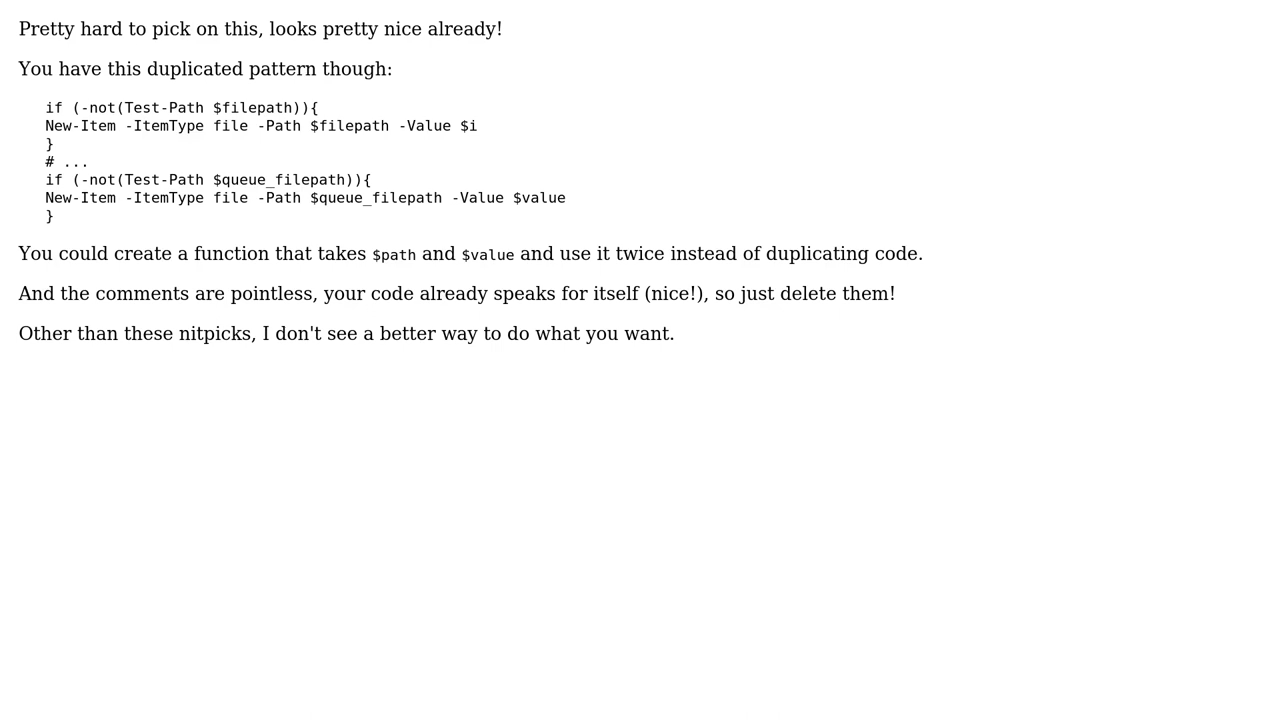 Pretty hard to pick on this, looks pretty nice already!
You have this duplicated pattern though:
if (-not(Test-Path $filepath)){
New-Item -ItemType file -Path $filepath -Value $i
}
# ...
if (-not(Test-Path $queue_filepath)){
New-Item -ItemType file -Path $queue_filepath -Value $value
}
You could create a function that takes $path and $value and use it twice instead of duplicating code.
And the comments are pointless, your code already speaks for itself (nice!), so just delete them!
Other than these nitpicks, I don't see a better way to do what you want.